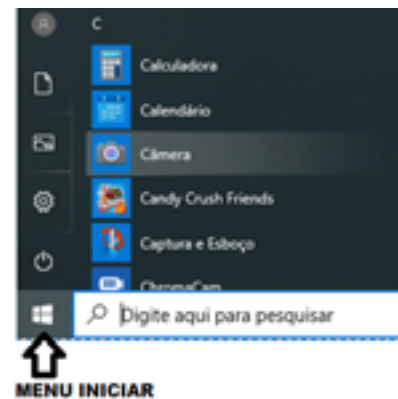 C
Calculadora
Calendário
Câmera
Candy Crush Friends
Captura e Esboço
ChromaCam
Digite aqui para pesquisar
MENU INICIAR